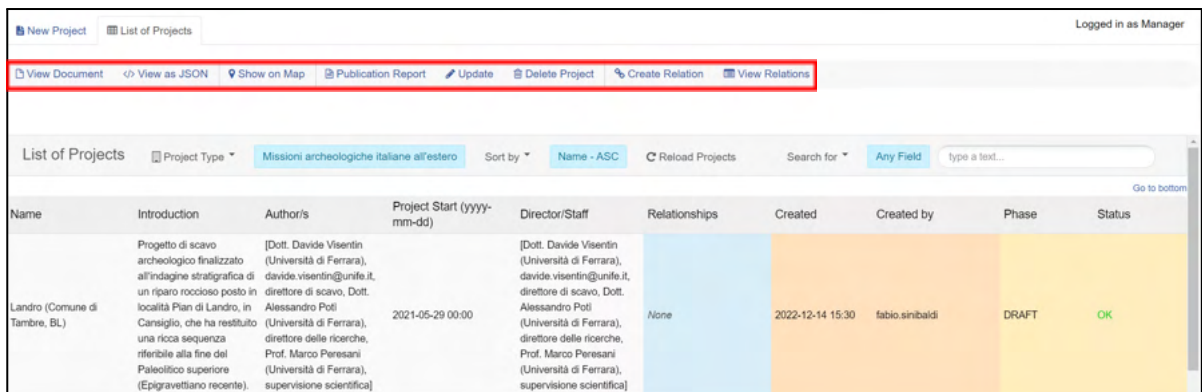 New Project
List of Projects
Logged in as Manager
View Document
View as JSON
Show on Map
Publication Report
Update
Delete Project
Create Relation
View Relations
List of Projects
Project Type
Missioni archeologiche italiane all'estero
Sort by
Name - ASC
Reload Projects
Search for
Any Field
type a text...
Go to bottom
Name
Introduction
Author/s
Project Start (yyyy-
mm-dd)
Director/Staff
Relationships
Created
Created by
Phase
Status
Landro (Comune di
Tambre, BL)
Progetto di scavo
archeologico finalizzato
all'indagine stratigrafica di
un riparo roccioso posto in
località Pian di Landro, in
Cansiglio, che ha restituito
una ricca sequenza
riferibile alla fine del
Paleolitico superiore
(Epigravettiano recente).
[Dott. Davide Visentin
(Università di Ferrara),
davide.visentin@unife.it,
direttore di scavo, Dott.
Alessandro Potì
(Università di Ferrara),
direttore delle ricerche,
Prof. Marco Peresani
(Università di Ferrara),
supervisione scientifica]
2021-05-29 00:00
[Dott. Davide Visentin
(Università di Ferrara),
davide.visentin@unife.it,
direttore di scavo, Dott.
Alessandro Potì
(Università di Ferrara),
direttore delle ricerche,
Prof. Marco Peresani
(Università di Ferrara),
supervisione scientifica]
None
2022-12-14 15:30
fabio.sinibaldi
DRAFT
OK